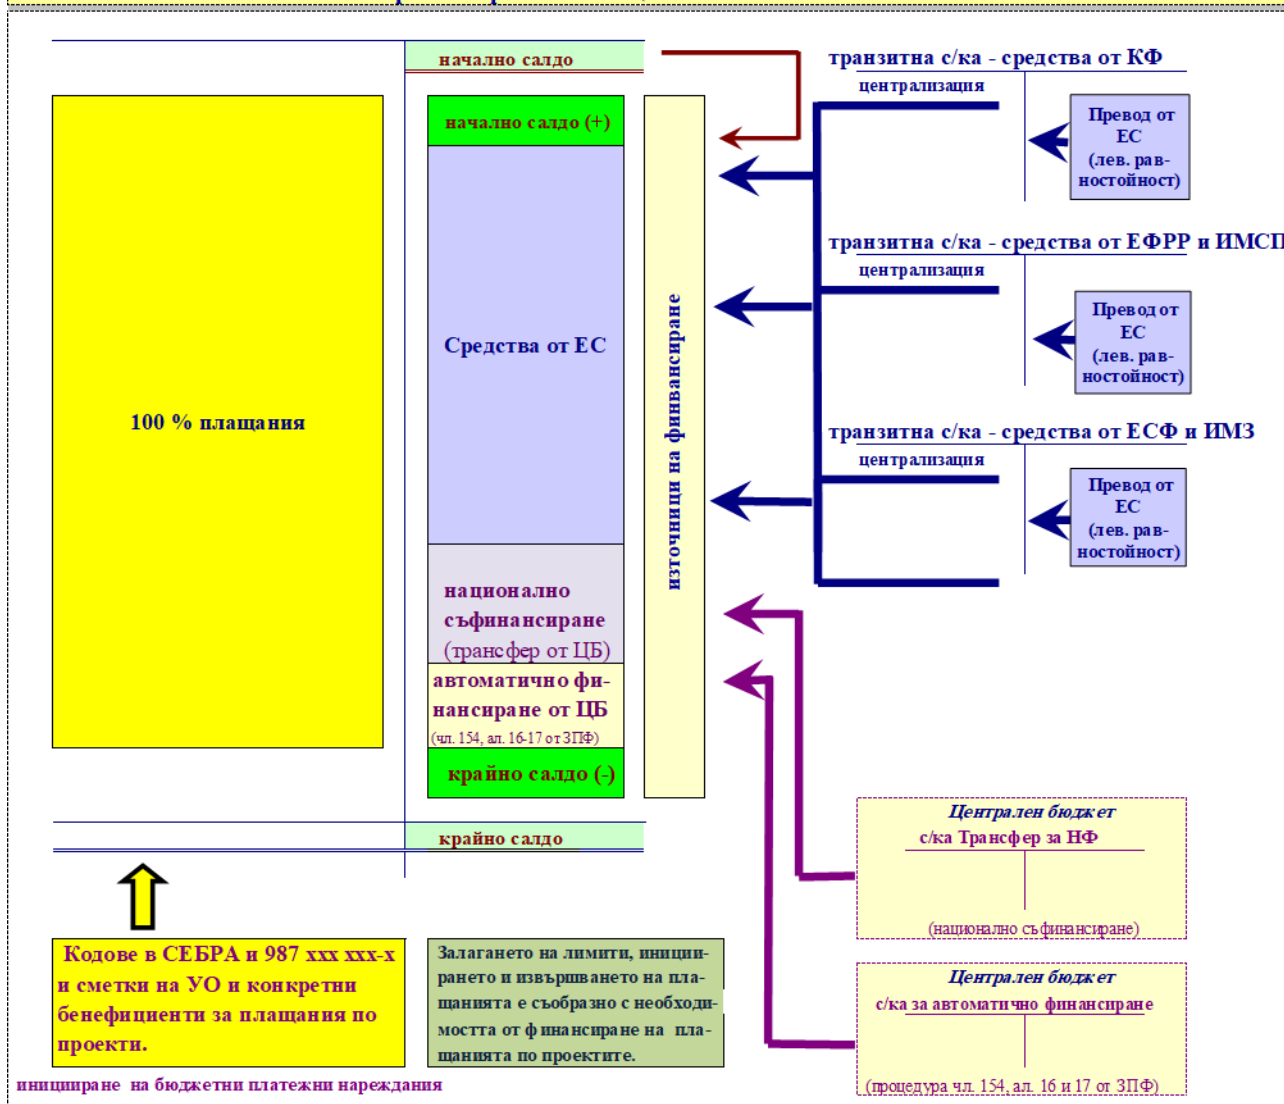 начално салдо
начално салдо (+)
100 % плащания
Средства от ЕС
национално
съфинансиране
(трансфер от ЦБ)
автоматично фи-
нансиране от ЦБ
(чл. 154, ал. 16-17 от ЗПФ)
крайно салдо (-)
крайно салдо
източници на финвансиране
транзитна с/ка - средства от КФ
централизация
Превод от
ЕС
(лев. рав-
ностойност)
транзитна с/ка - средства от ЕФРР и ИМСП
централизация
Превод от
ЕС
(лев. рав-
ностойност)
транзитна с/ка - средства от ЕСФ и ИМЗ
централизация
Превод от
ЕС
(лев. рав-
ностойност)
Централен бюджет
с/ка Трансфер за НФ
(национално съфинансиране)
Централен бюджет
с/ка за автоматично финансиране
(процедура чл. 154, ал. 16 и 17 от ЗПФ)
Кодове в СЕБРА и 987 xxx xxx-x
и сметки на УО и конкретни
бенефициенти за плащания по
проекти.
Залагането на лимити, иниции-
рането и извършването на пла-
щанията е съобразно с необходи-
мостта от финансиране на пла-
щанията по проектите.
иницииране на бюджетни платежни нареждания